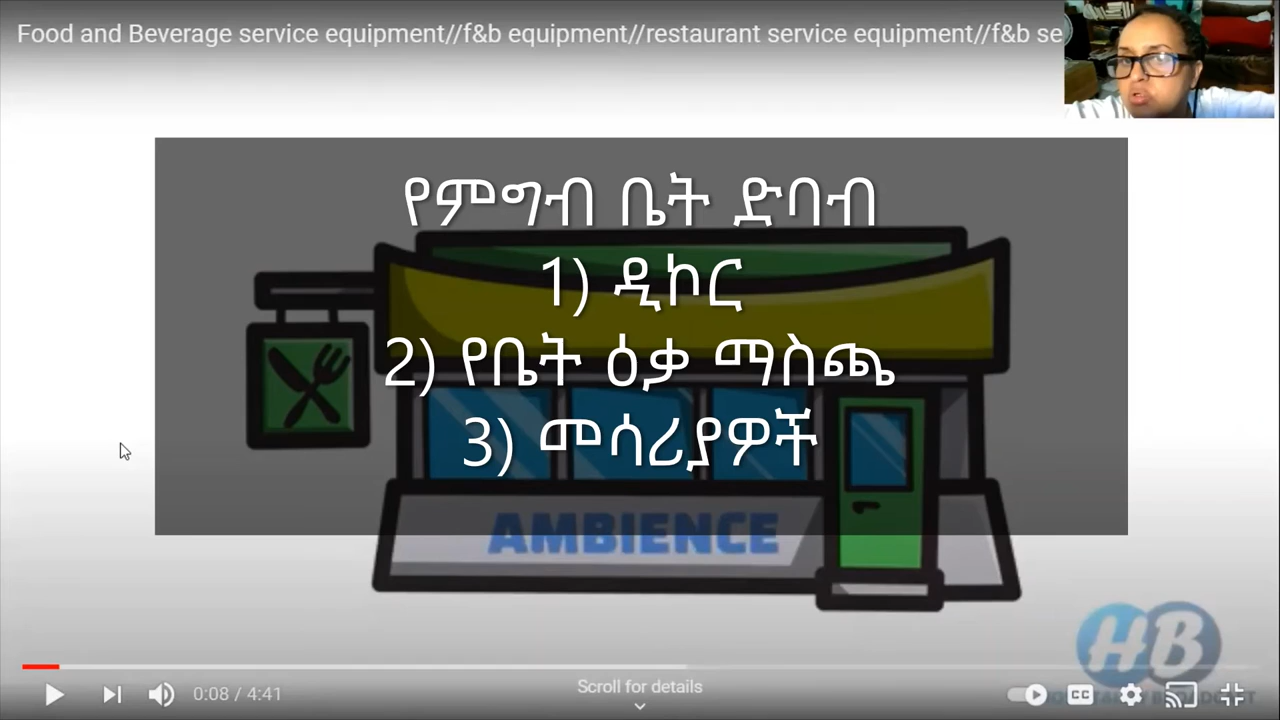 Food and Beverage service equipment//f&b equipment//restaurant service equipment//f&b se
የምግብ ቤት ድባብ
1) ዲኮር
2) የቤት ዕቃ ማስጫ
3) መሳሪያዎች
AMBIENCE
HB
0:08 / 4:41
Scroll for details
CC